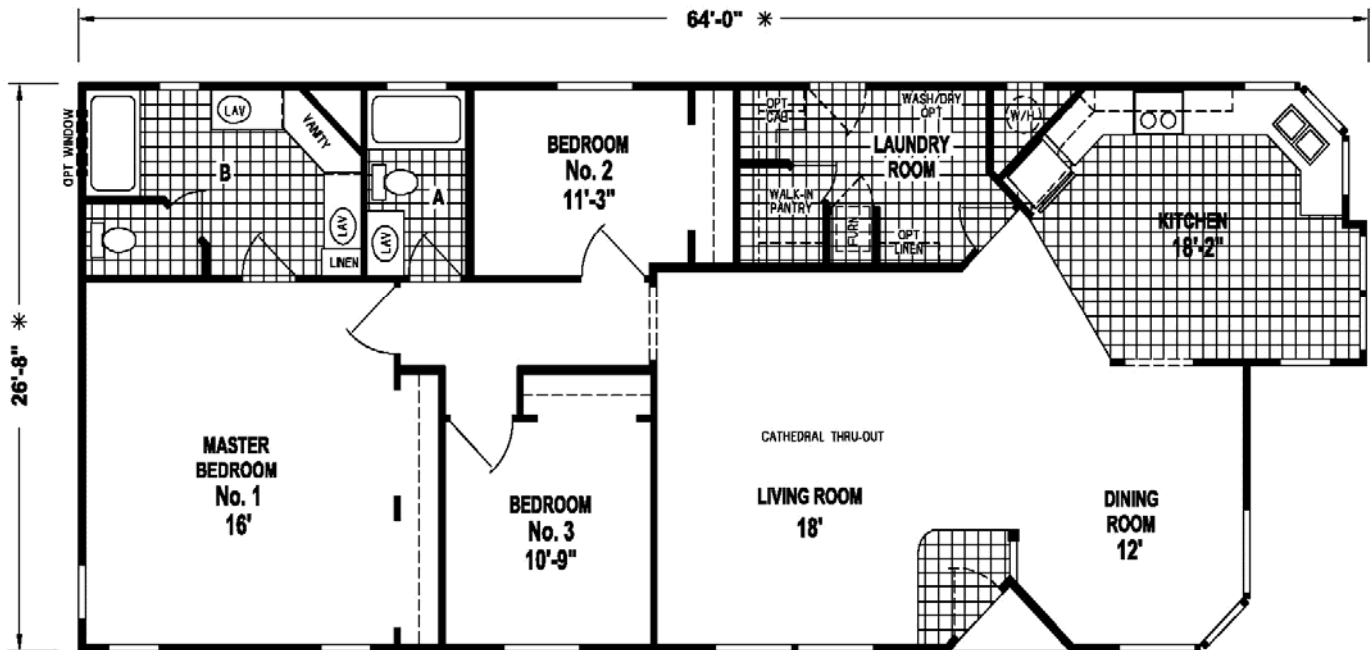 64'-0" *
26'-8" *
OPT WINDOW
LAV
VANITY
B
LAV
LINEN
A
LAV
BEDROOM
No. 2
11'-3"
OPT
CAB
WASH/DRY
OPT
LAUNDRY
ROOM
WALK-IN
PANTRY
FURN
OPT
LINEN
W/H
KITCHEN
18'-2"
MASTER
BEDROOM
No. 1
16'
BEDROOM
No. 3
10'-9"
CATHEDRAL THRU-OUT
LIVING ROOM
18'
DINING
ROOM
12'